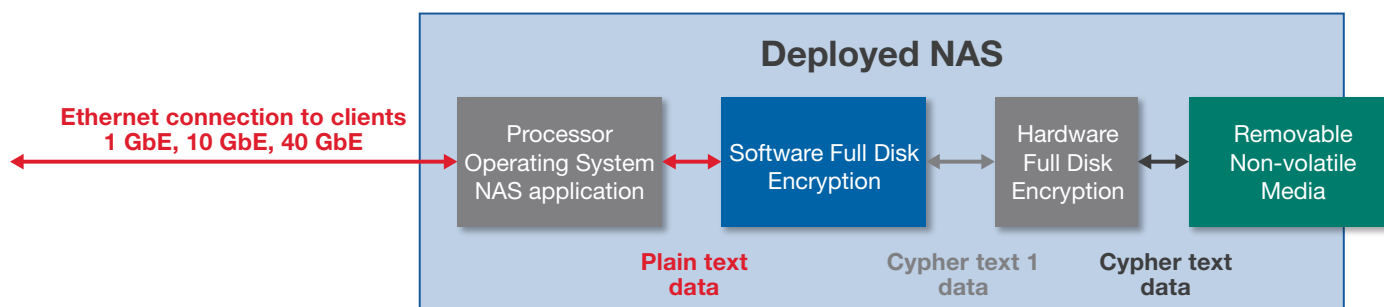 Deployed NAS
Ethernet connection to clients
1 GbE, 10 GbE, 40 GbE
Processor
Operating System
NAS application
Software Full Disk
Encryption
Hardware
Full Disk
Encryption
Removable
Non-volatile
Media
Plain text
data
Cypher text 1
data
Cypher text
data